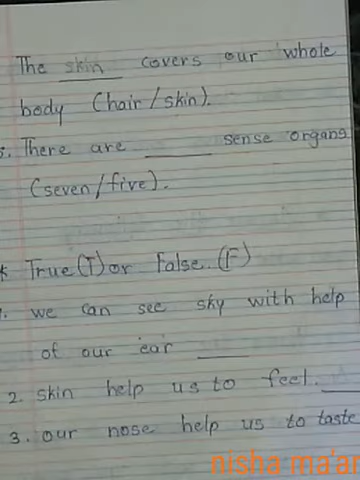 The skin covers our whole
body (hair/skin).
5. There are ______ sense organs
(seven/five).
* True(T) or False..(F)
1. we can see sky with help
of our ear ____
2. skin help us to feel. ___
3. our nose help us to taste
nisha ma'am